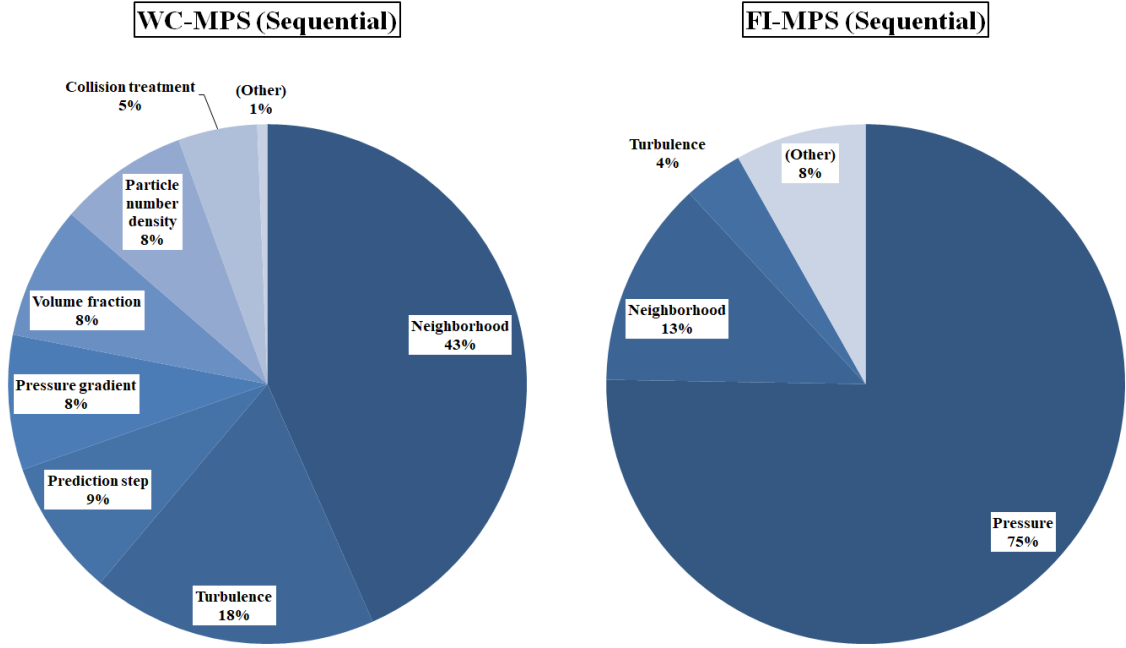 WC-MPS (Sequential)
Collision treatment
5%
(Other)
1%
Particle
number
density
8%
Volume fraction
8%
Pressure gradient
8%
Prediction step
9%
Turbulence
18%
Neighborhood
43%
FI-MPS (Sequential)
Turbulence
4%
(Other)
8%
Neighborhood
13%
Pressure
75%